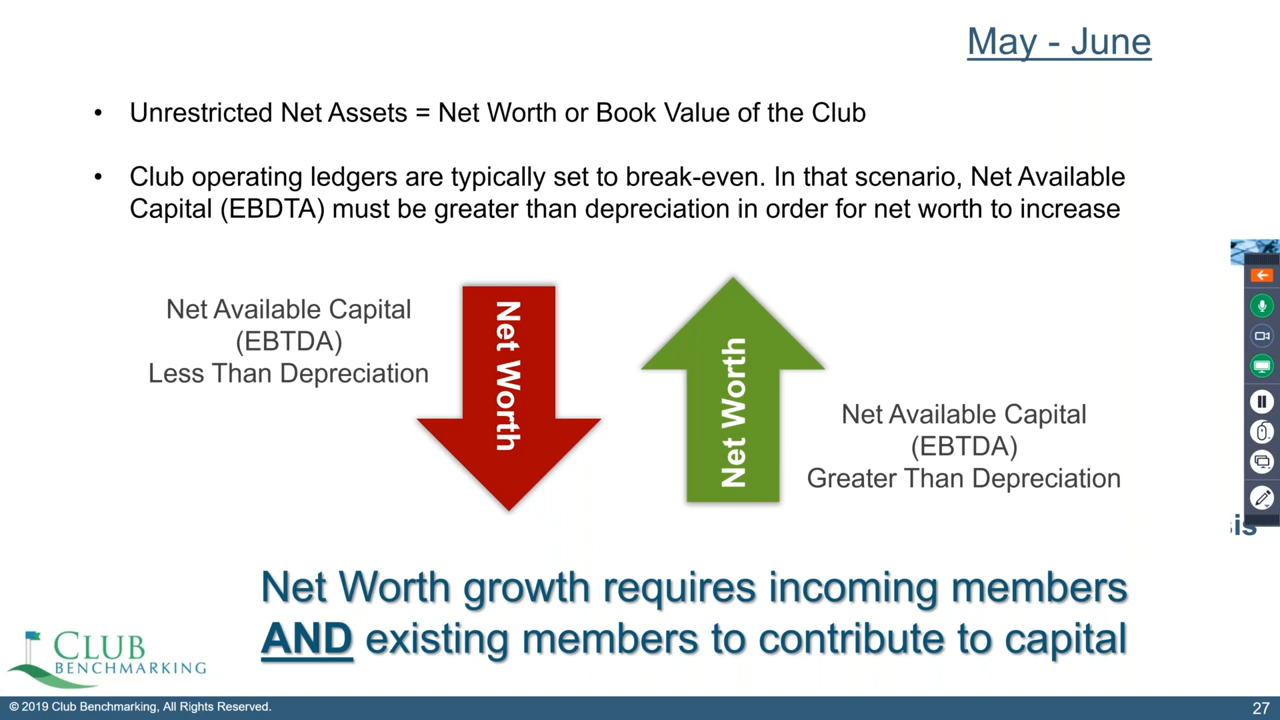 May - June
• Unrestricted Net Assets = Net Worth or Book Value of the Club
• Club operating ledgers are typically set to break-even. In that scenario, Net Available
Capital (EBDTA) must be greater than depreciation in order for net worth to increase
Net Available Capital
(EBTDA)
Less Than Depreciation
Net Worth
Net Worth
Net Available Capital
(EBTDA)
Greater Than Depreciation
Net Worth growth requires incoming members
AND existing members to contribute to capital
CLUB
BENCHMARKING
© 2019 Club Benchmarking, All Rights Reserved.
27